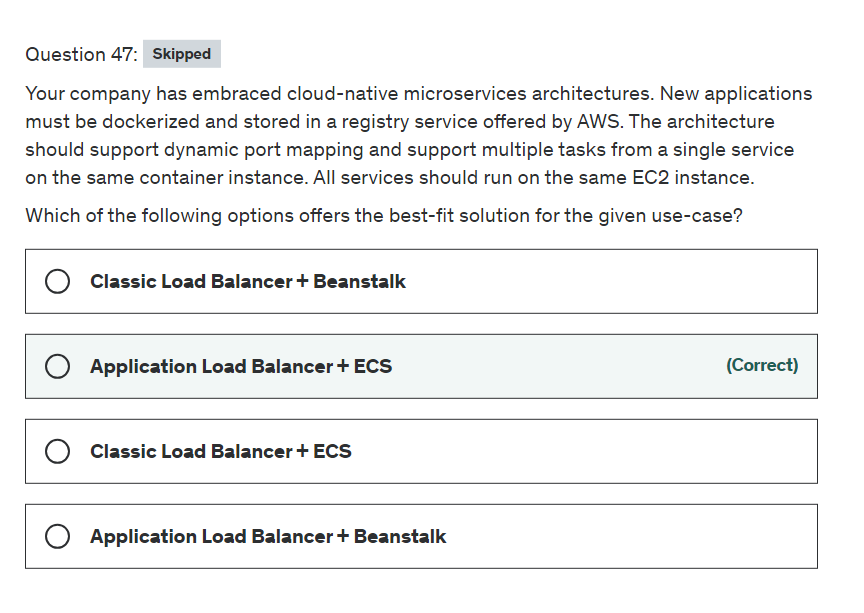 Question 47: Skipped
Your company has embraced cloud-native microservices architectures. New applications
must be dockerized and stored in a registry service offered by AWS. The architecture
should support dynamic port mapping and support multiple tasks from a single service
on the same container instance. All services should run on the same EC2 instance.
Which of the following options offers the best-fit solution for the given use-case?
Classic Load Balancer + Beanstalk
Application Load Balancer + ECS (Correct)
Classic Load Balancer + ECS
Application Load Balancer + Beanstalk